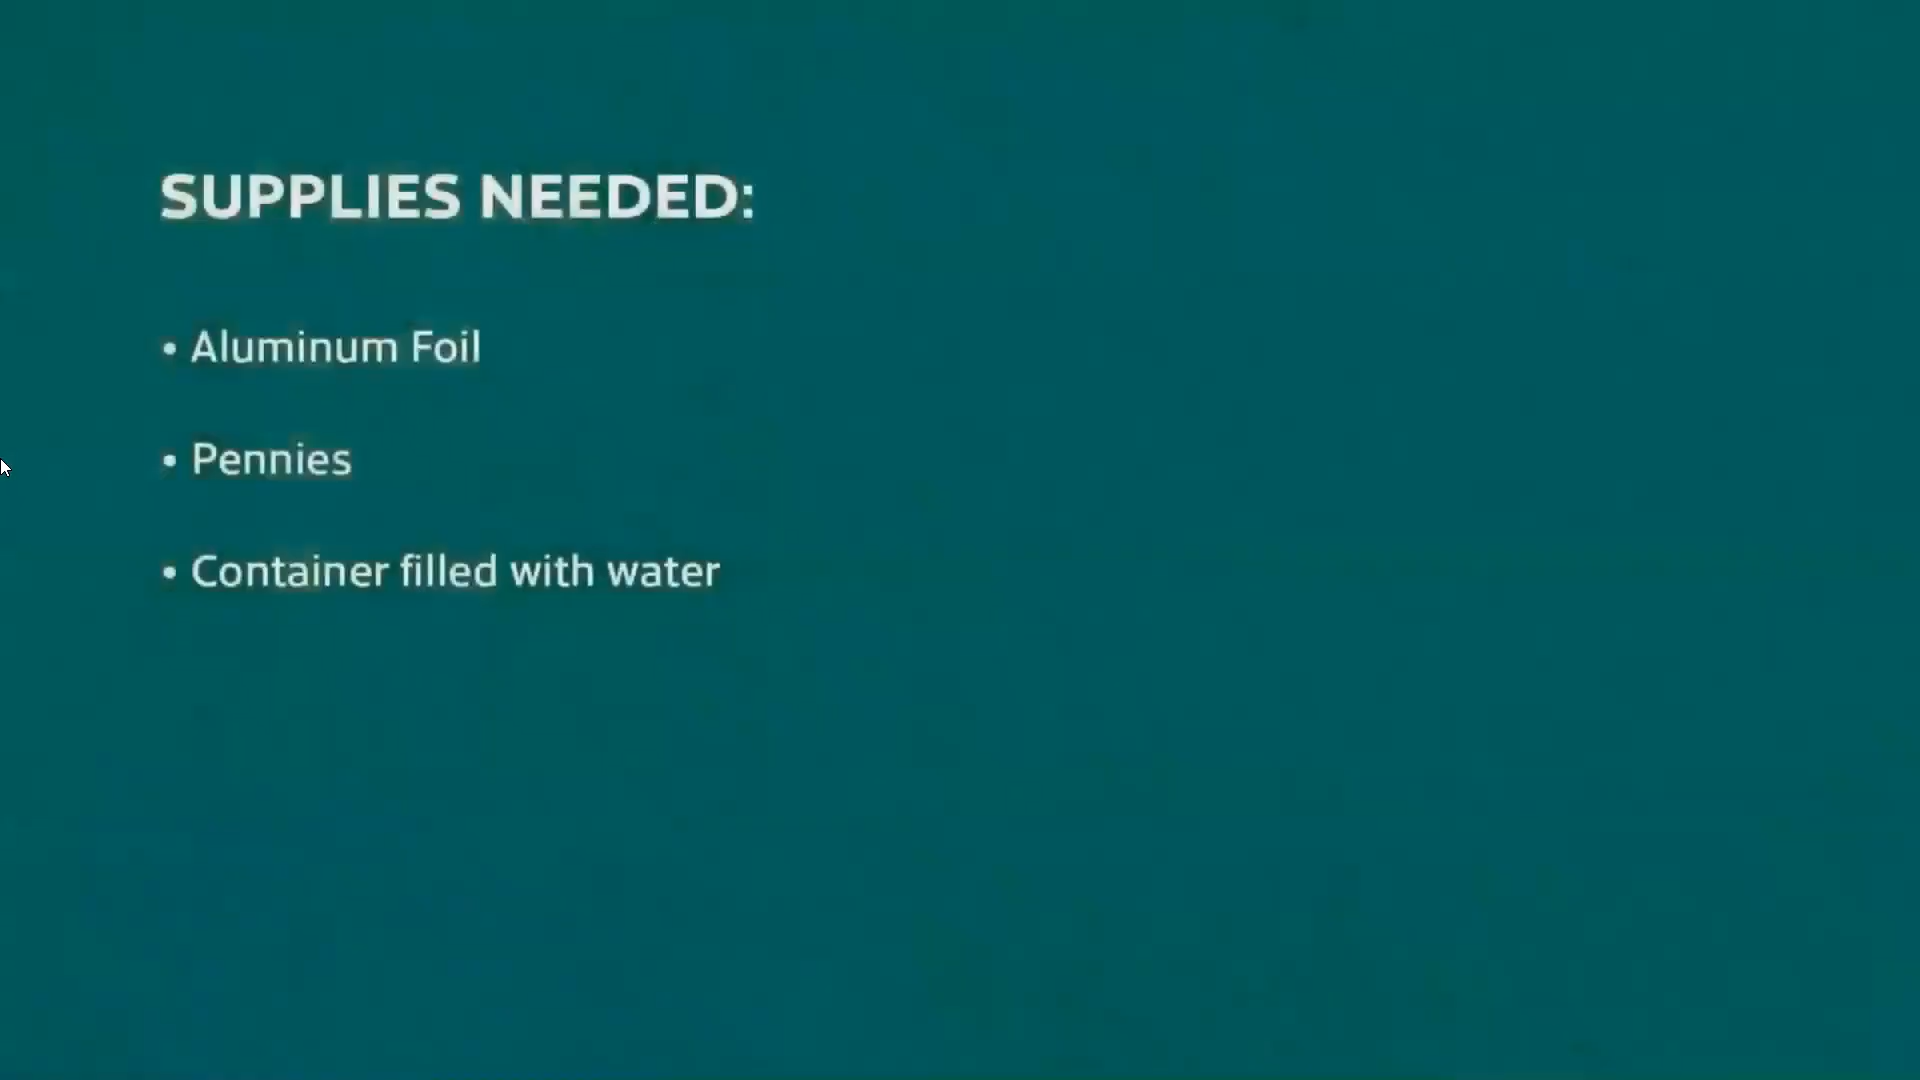 SUPPLIES NEEDED:
• Aluminum Foil
• Pennies
• Container filled with water